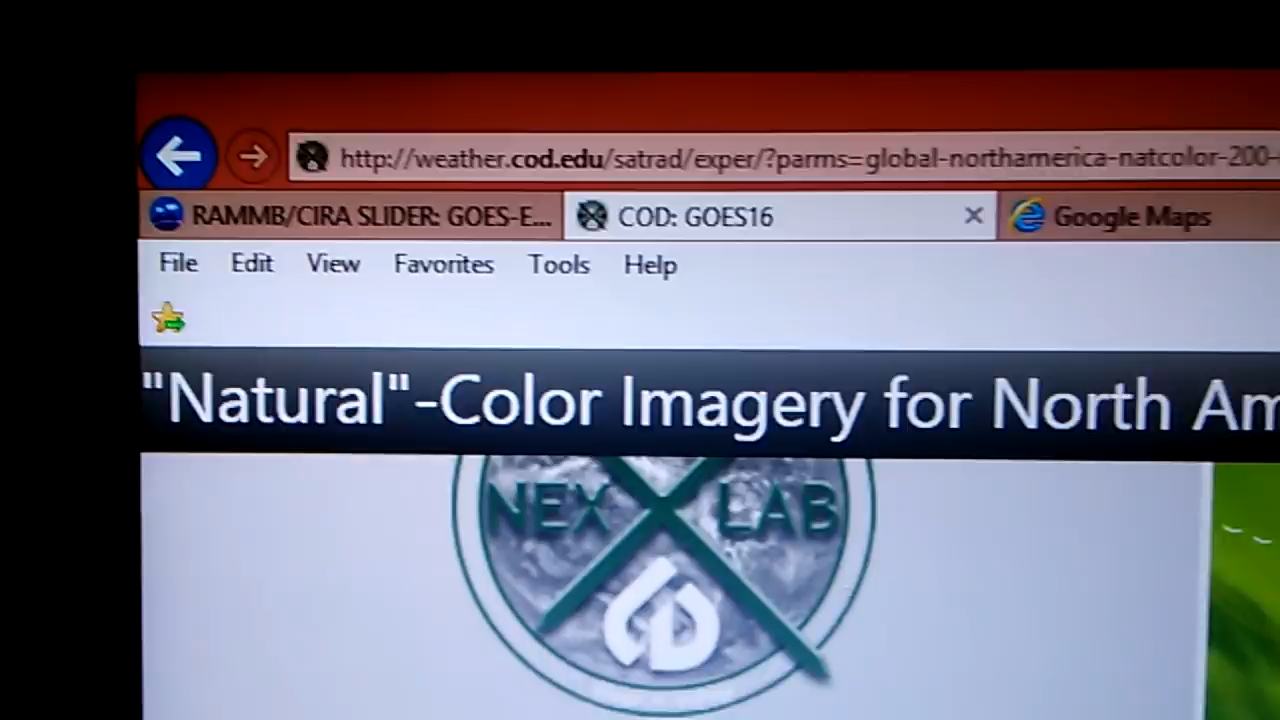 http://weather.cod.edu/satrad/exper/?parms=global-northamerica-natcolor-200-
RAMMB/CIRA SLIDER: GOES-E... COD: GOES16 Google Maps
File Edit View Favorites Tools Help
"Natural"-Color Imagery for North Am
NEX LAB